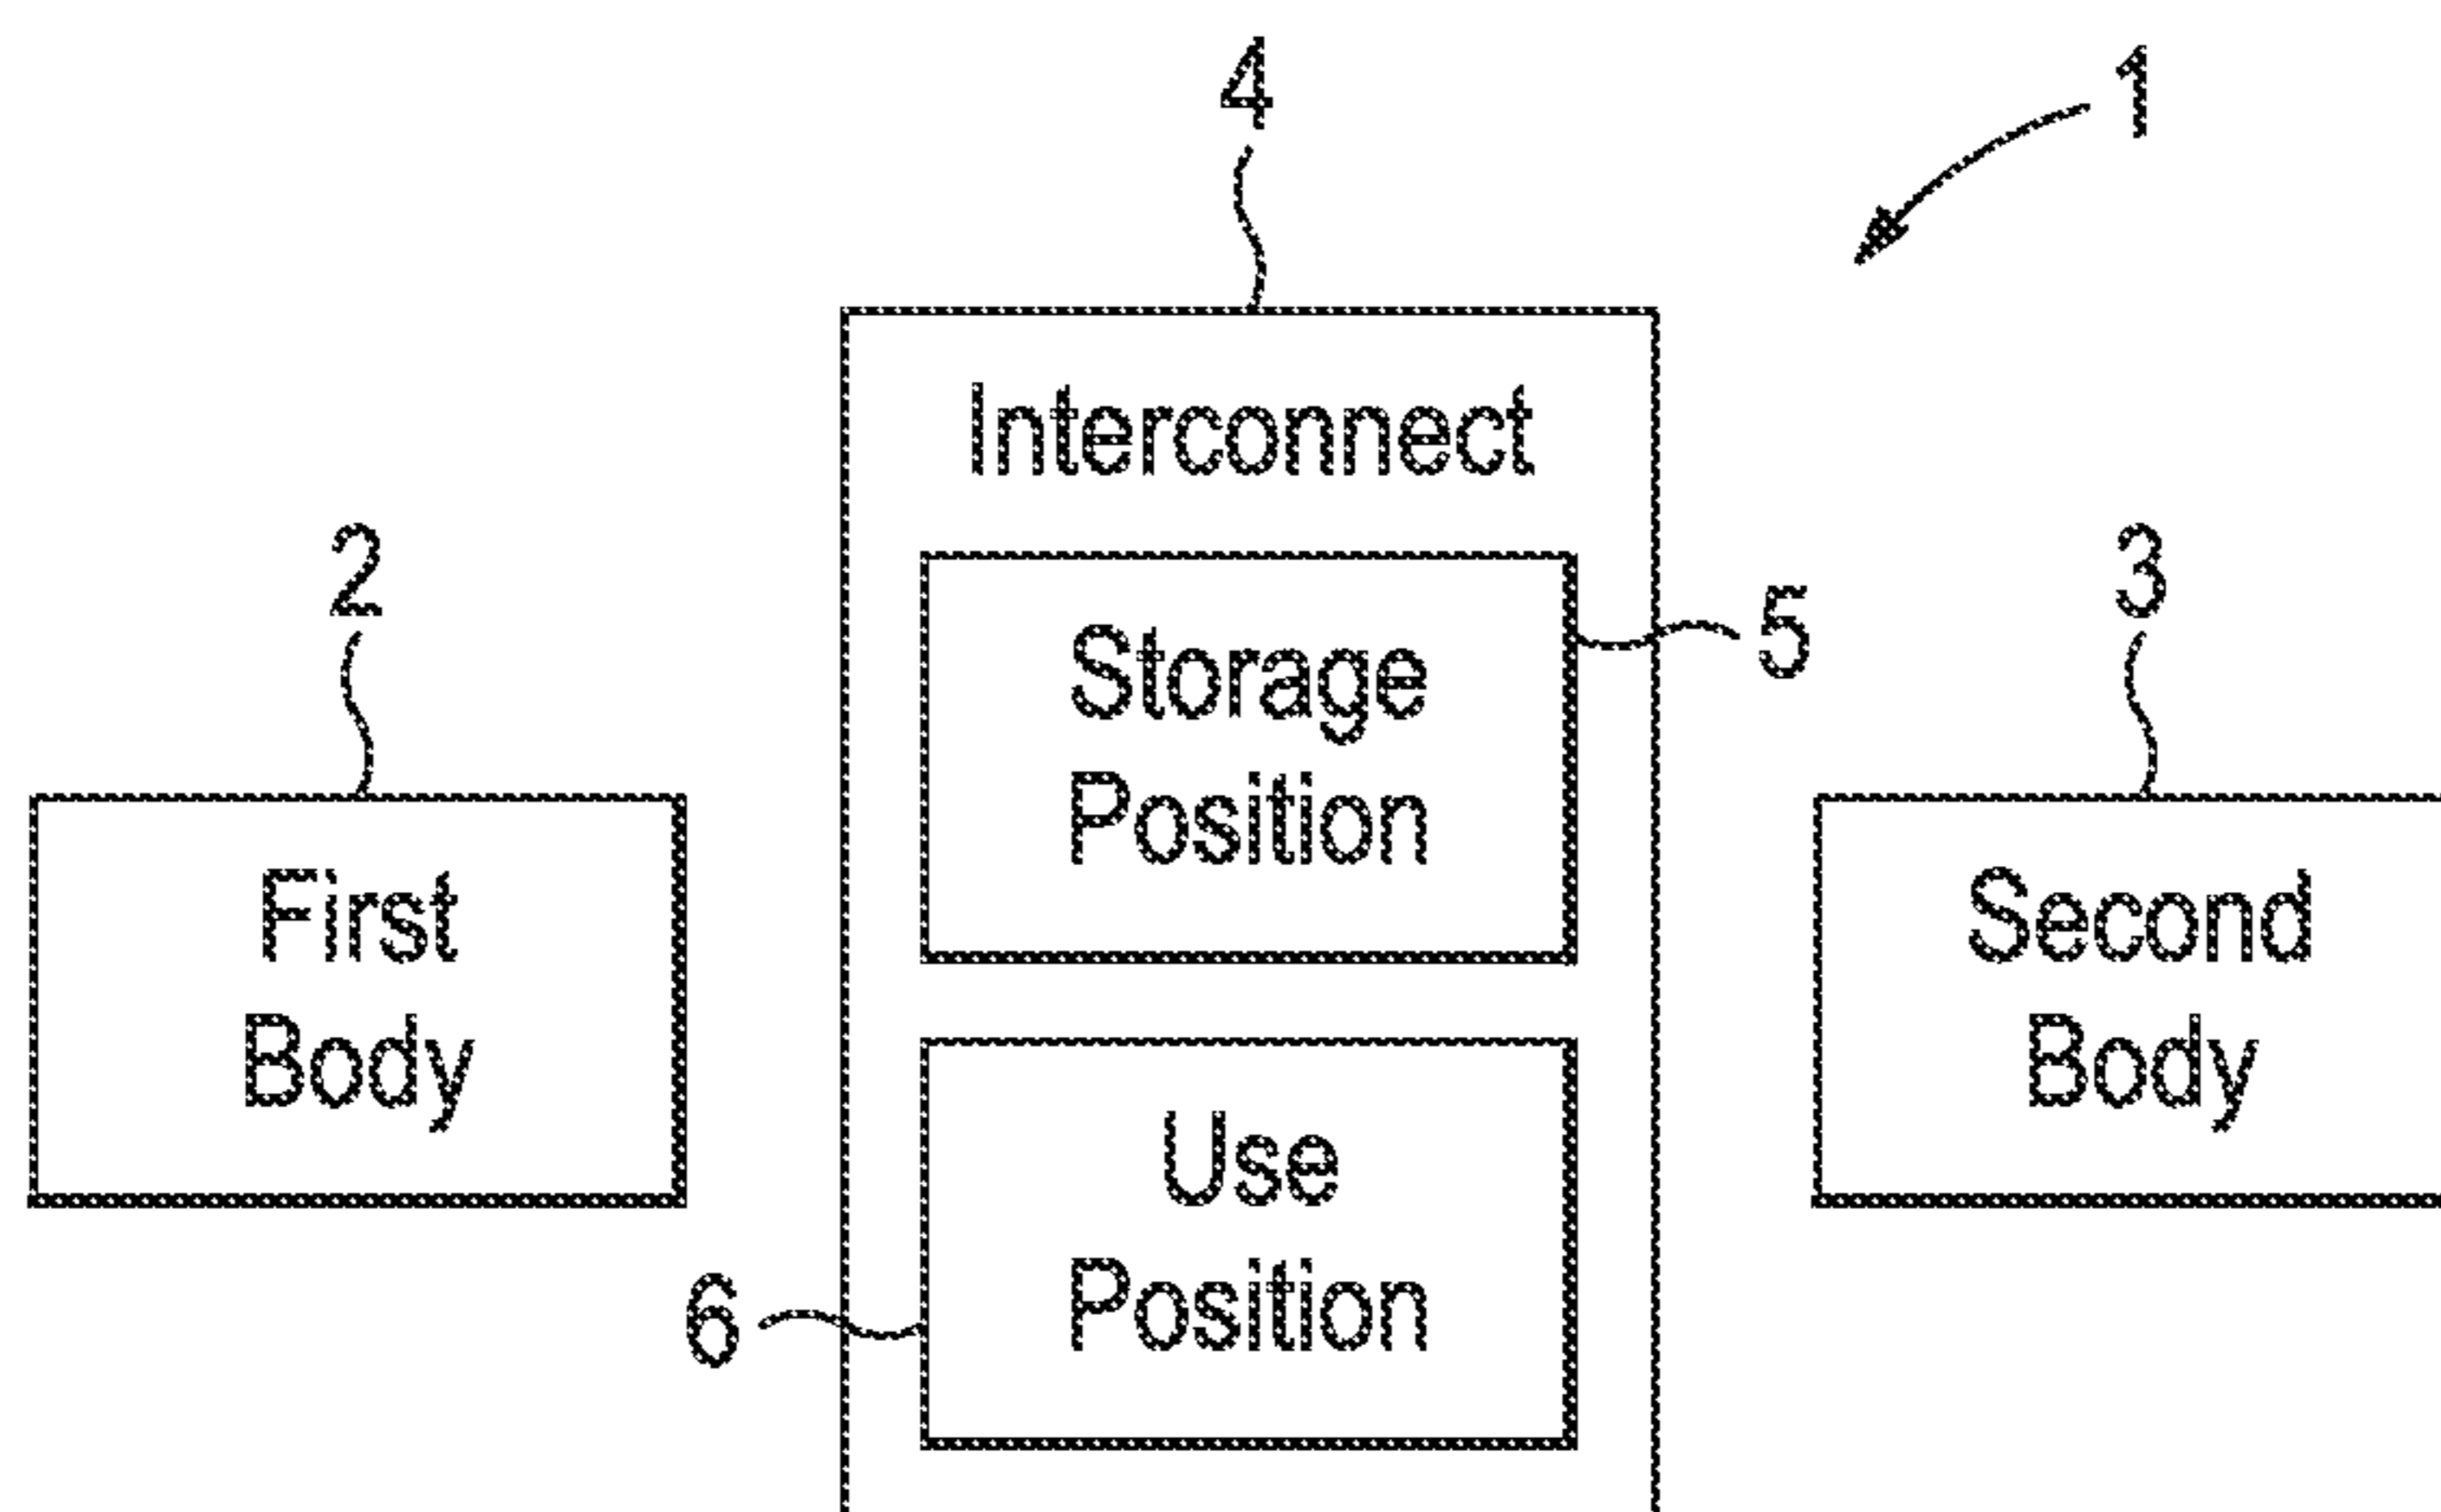 4
1
Interconnect
2
3
Storage
Position
5
First
Body
Second
Body
Use
Position
6